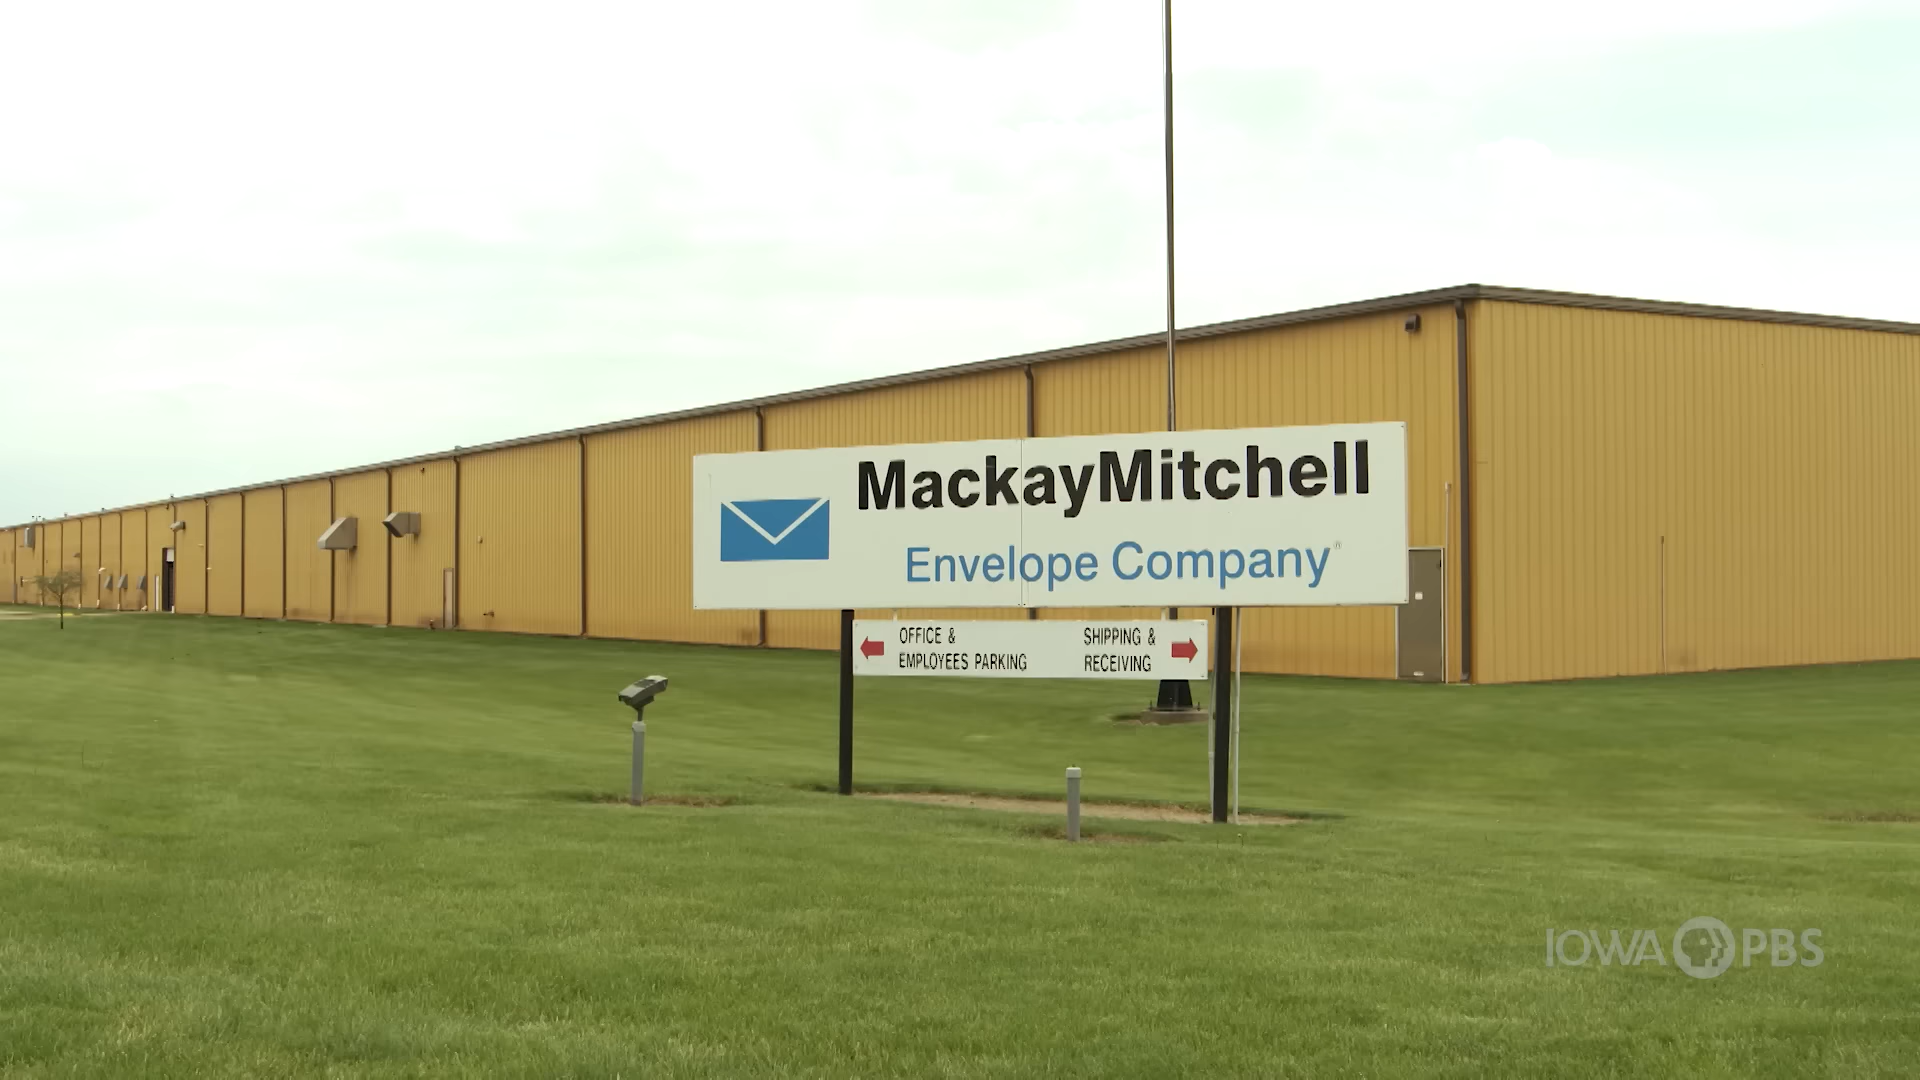 MackayMitchell
Envelope Company®
OFFICE &
EMPLOYEES PARKING
SHIPPING &
RECEIVING
IOWA PBS